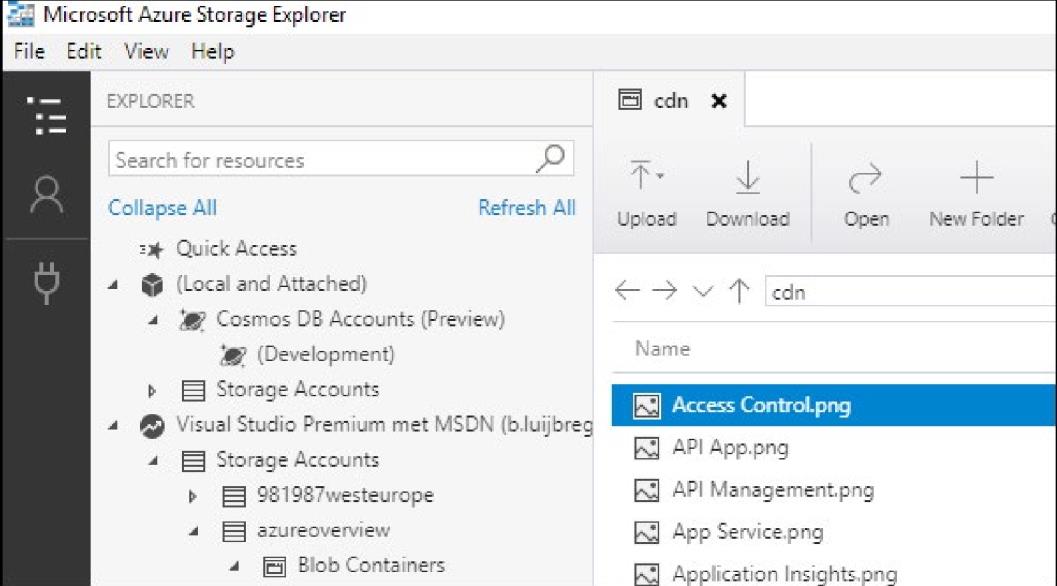 Microsoft Azure Storage Explorer
File Edit View Help
EXPLORER
Search for resources
Collapse All Refresh All
Quick Access
(Local and Attached)
Cosmos DB Accounts (Preview)
(Development)
Storage Accounts
Visual Studio Premium met MSDN (b.luijbreg
Storage Accounts
981987westeurope
azureoverview
Blob Containers
cdn
Upload Download Open New Folder
cdn
Name
Access Control.png
API App.png
API Management.png
App Service.png
Application Insights.png